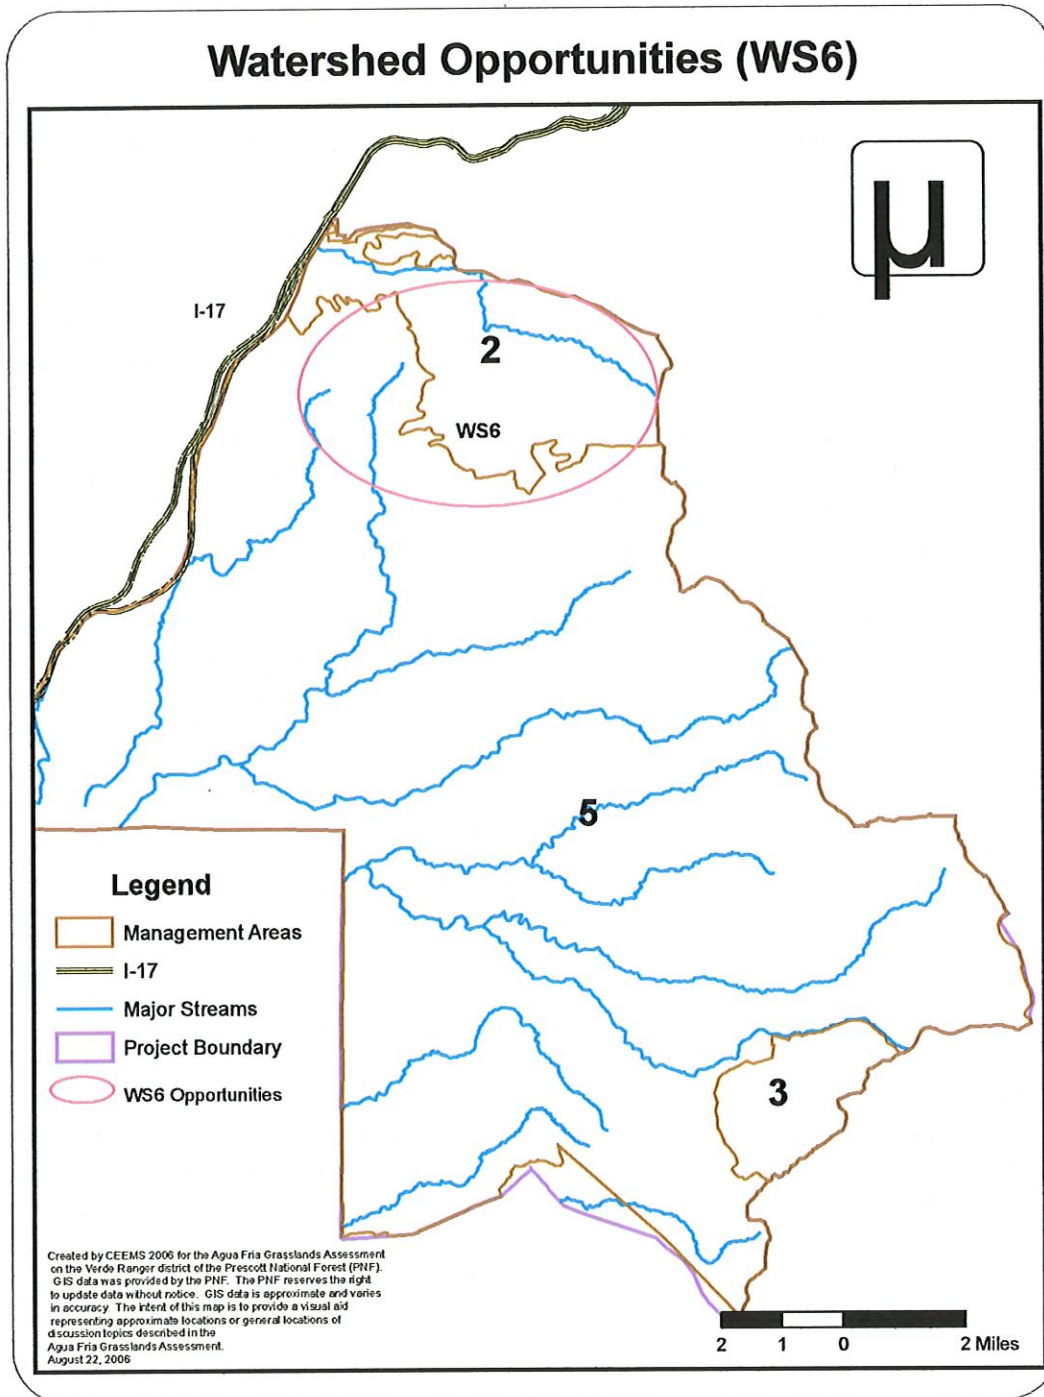 Watershed Opportunities (WS6)
µ
I-17
2
WS6
5
3
Legend
Management Areas
I-17
Major Streams
Project Boundary
WS6 Opportunities
Created by CEEMS 2006 for the Agua Fria Grasslands Assessment
on the Verde Ranger district of the Prescott National Forest (PNF).
GIS data was provided by the PNF. The PNF reserves the right
to update data without notice. GIS data is approximate and varies
in accuracy. The intent of this map is to provide a visual aid
representing approximate locations or general locations of
discussion topics described in the
Agua Fria Grasslands Assessment.
August 22, 2006
2 1 0 2 Miles